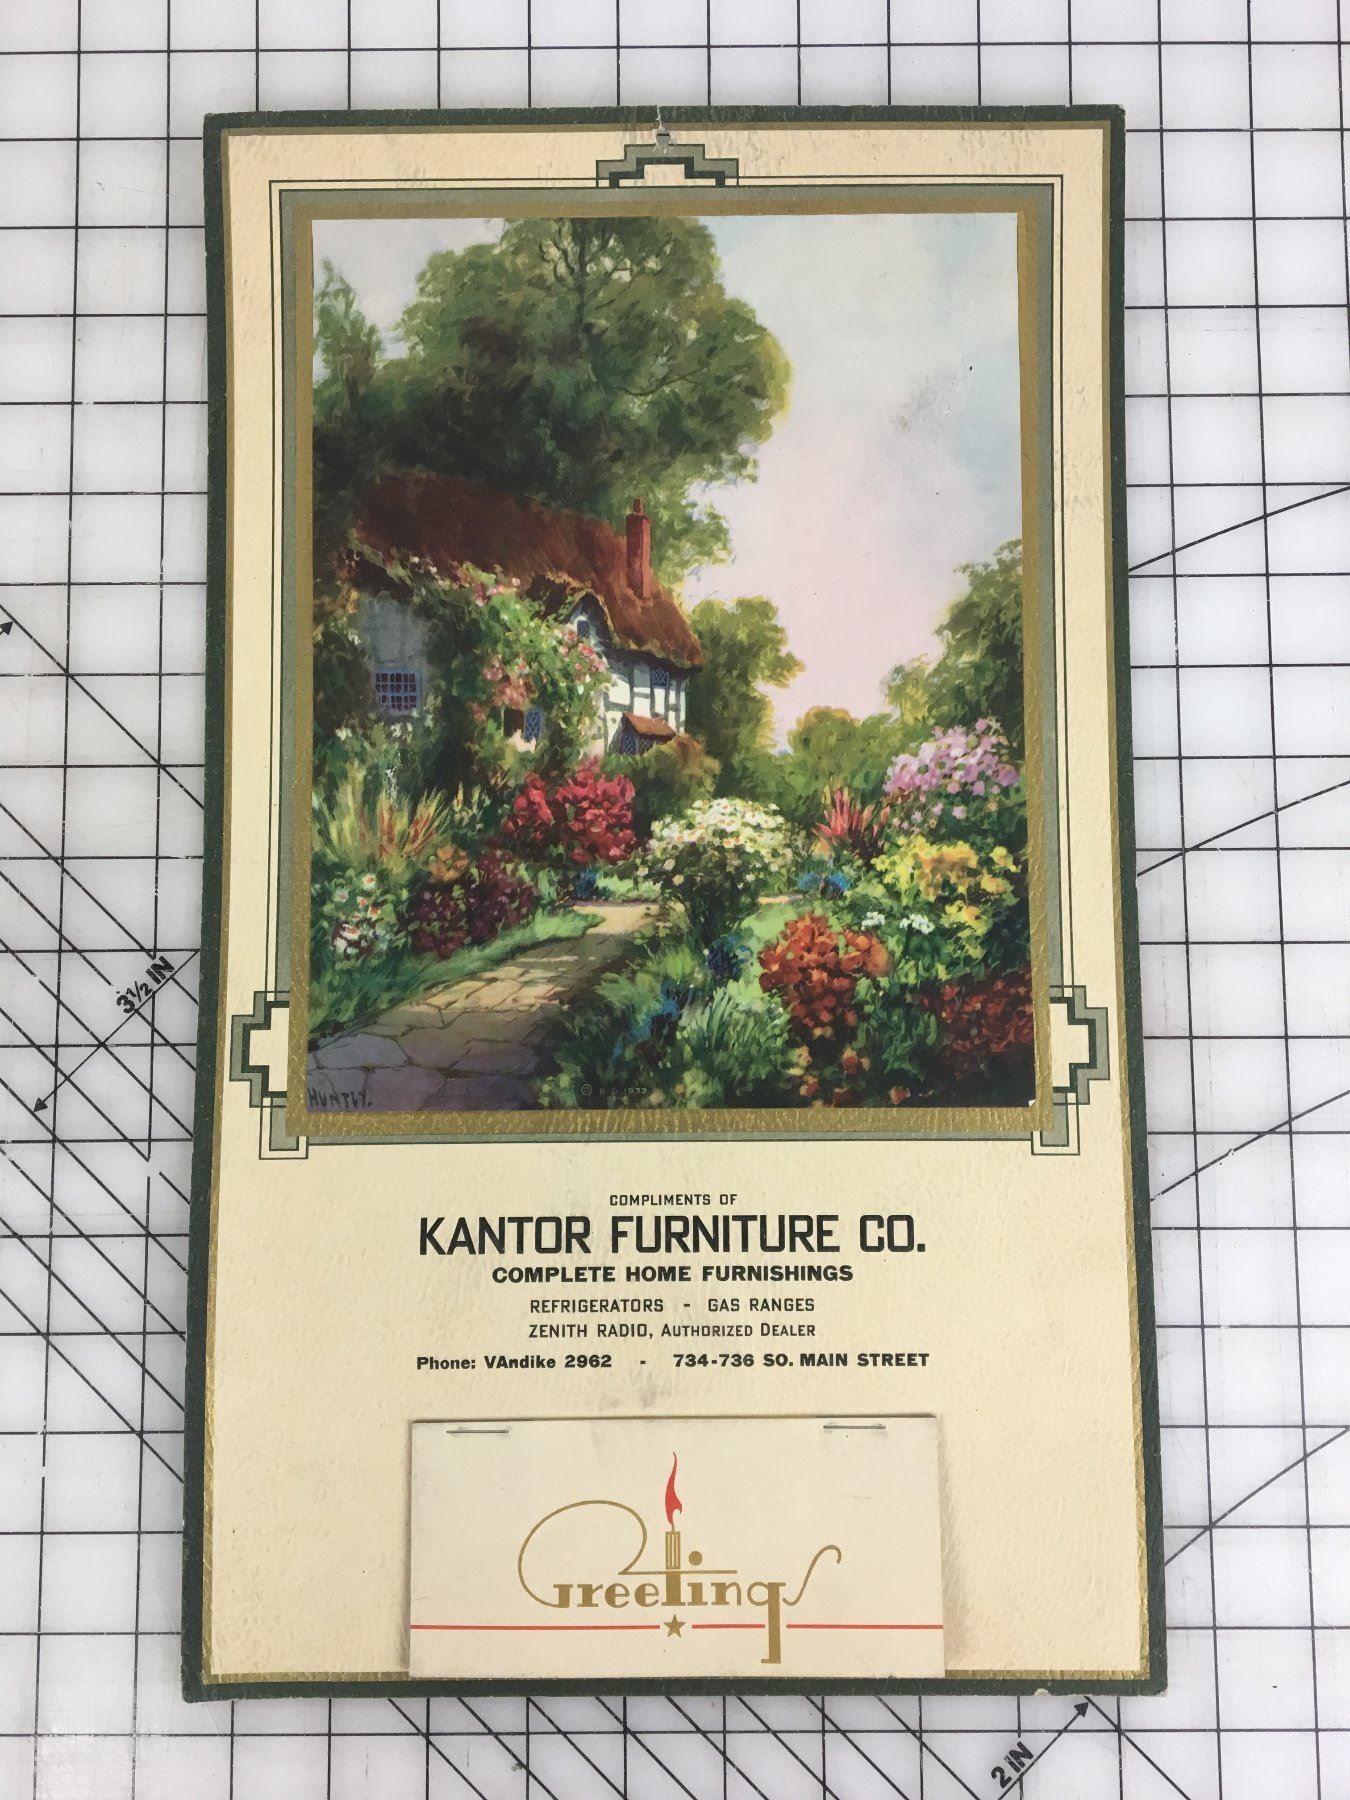 3½ IN
HUNTLY.
© B D 1933
COMPLIMENTS OF
KANTOR FURNITURE CO.
COMPLETE HOME FURNISHINGS
REFRIGERATORS - GAS RANGES
ZENITH RADIO, AUTHORIZED DEALER
Phone: VAndike 2962 - 734-736 SO. MAIN STREET
Greetings
2 IN